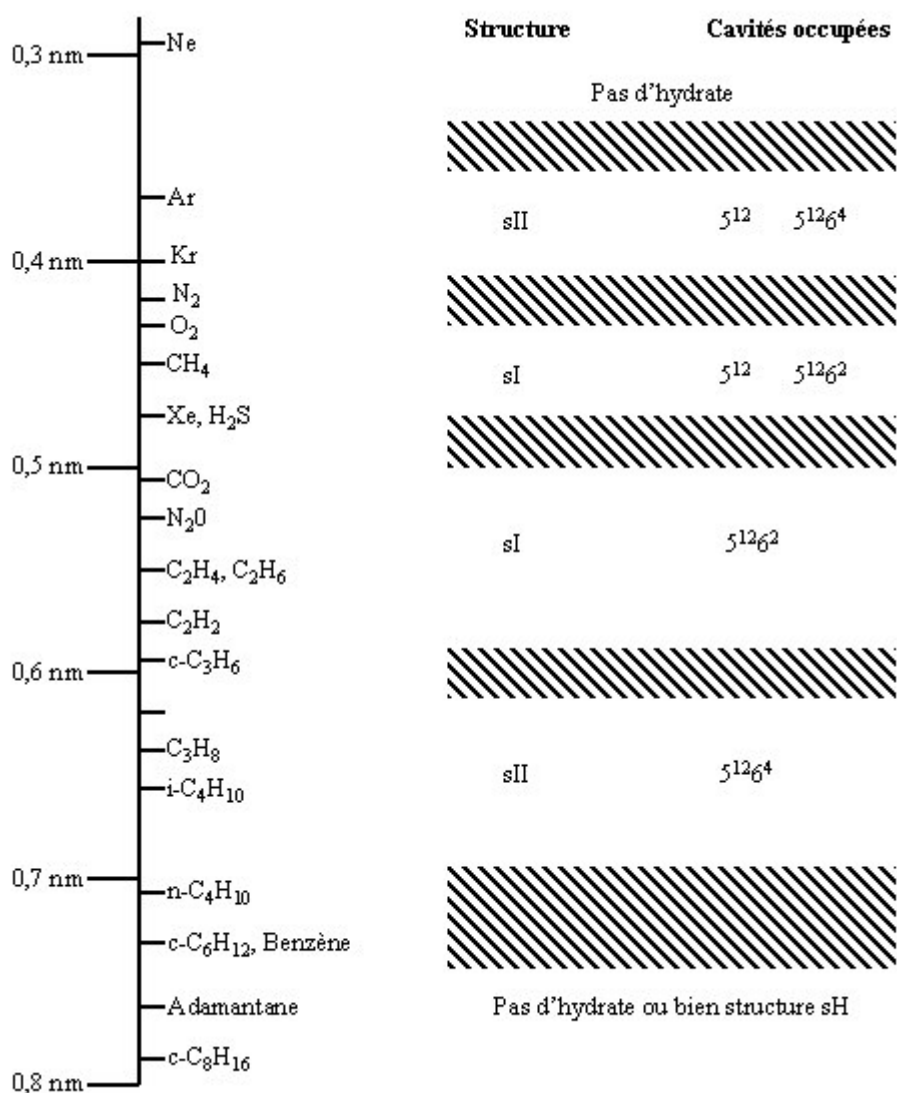 Structure Cavités occupées
0,3 nm Ne
Pas d'hydrate
Ar
sII 5¹² 5¹²6⁴
0,4 nm Kr
N₂
O₂
CH₄
sI 5¹² 5¹²6²
Xe, H₂S
0,5 nm
CO₂
N₂0
sI 5¹²6²
C₂H₄, C₂H₆
C₂H₂
c-C₃H₆
0,6 nm
C₃H₈
sII 5¹²6⁴
i-C₄H₁₀
0,7 nm
n-C₄H₁₀
c-C₆H₁₂, Benzène
Adamantane
Pas d'hydrate ou bien structure sH
c-C₈H₁₆
0,8 nm